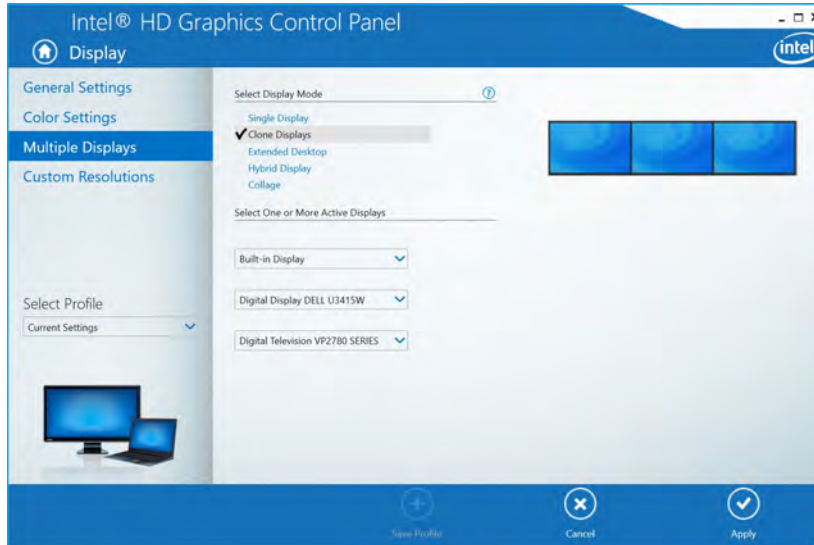 Intel® HD Graphics Control Panel
Display
intel
General Settings
Color Settings
Multiple Displays
Custom Resolutions
Select Profile
Current Settings
Select Display Mode
Single Display
Clone Displays
Extended Desktop
Hybrid Display
Collage
Select One or More Active Displays
Built-in Display
Digital Display DELL U3415W
Digital Television VP2780 SERIES
Save Profile
Cancel
Apply